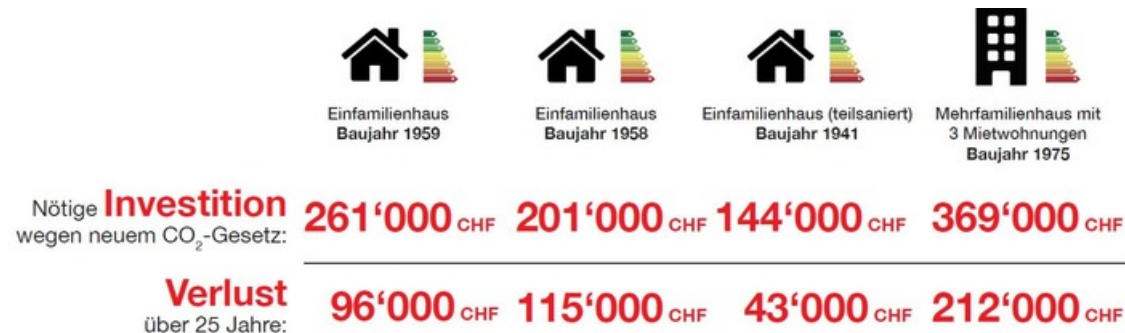 Einfamilienhaus
Baujahr 1959
Einfamilienhaus
Baujahr 1958
Einfamilienhaus (teilsaniert)
Baujahr 1941
Mehrfamilienhaus mit
3 Mietwohnungen
Baujahr 1975
Nötige Investition
wegen neuem CO₂-Gesetz:
261‘000 CHF 201‘000 CHF 144‘000 CHF 369‘000 CHF
Verlust
über 25 Jahre:
96‘000 CHF 115‘000 CHF 43‘000 CHF 212‘000 CHF